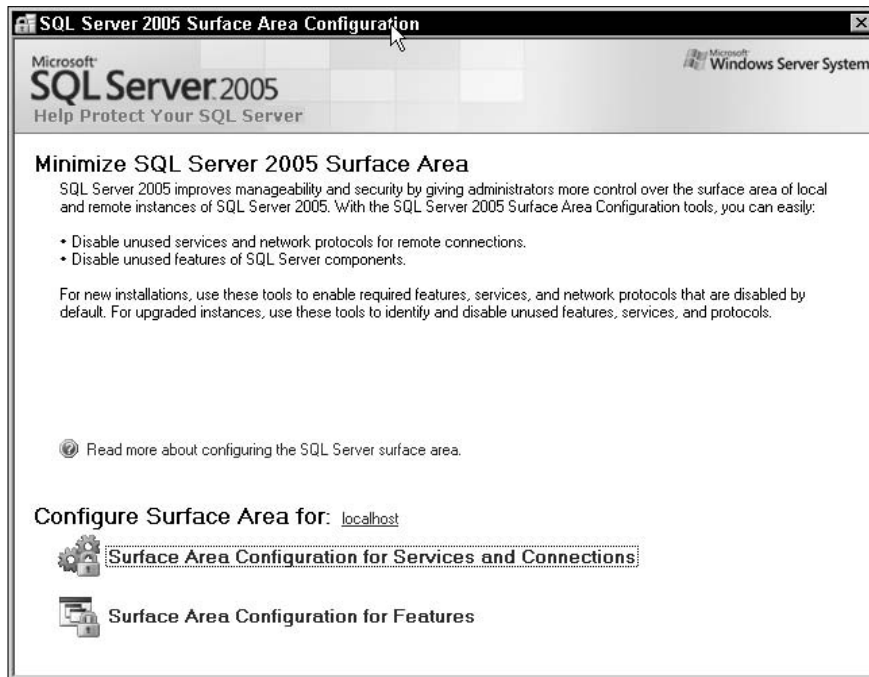 SQL Server 2005 Surface Area Configuration
Microsoft
SQL Server 2005
Help Protect Your SQL Server
Microsoft
Windows Server System
Minimize SQL Server 2005 Surface Area
SQL Server 2005 improves manageability and security by giving administrators more control over the surface area of local
and remote instances of SQL Server 2005. With the SQL Server 2005 Surface Area Configuration tools, you can easily:
• Disable unused services and network protocols for remote connections.
• Disable unused features of SQL Server components.
For new installations, use these tools to enable required features, services, and network protocols that are disabled by
default. For upgraded instances, use these tools to identify and disable unused features, services, and protocols.
Read more about configuring the SQL Server surface area.
Configure Surface Area for: localhost
Surface Area Configuration for Services and Connections
Surface Area Configuration for Features